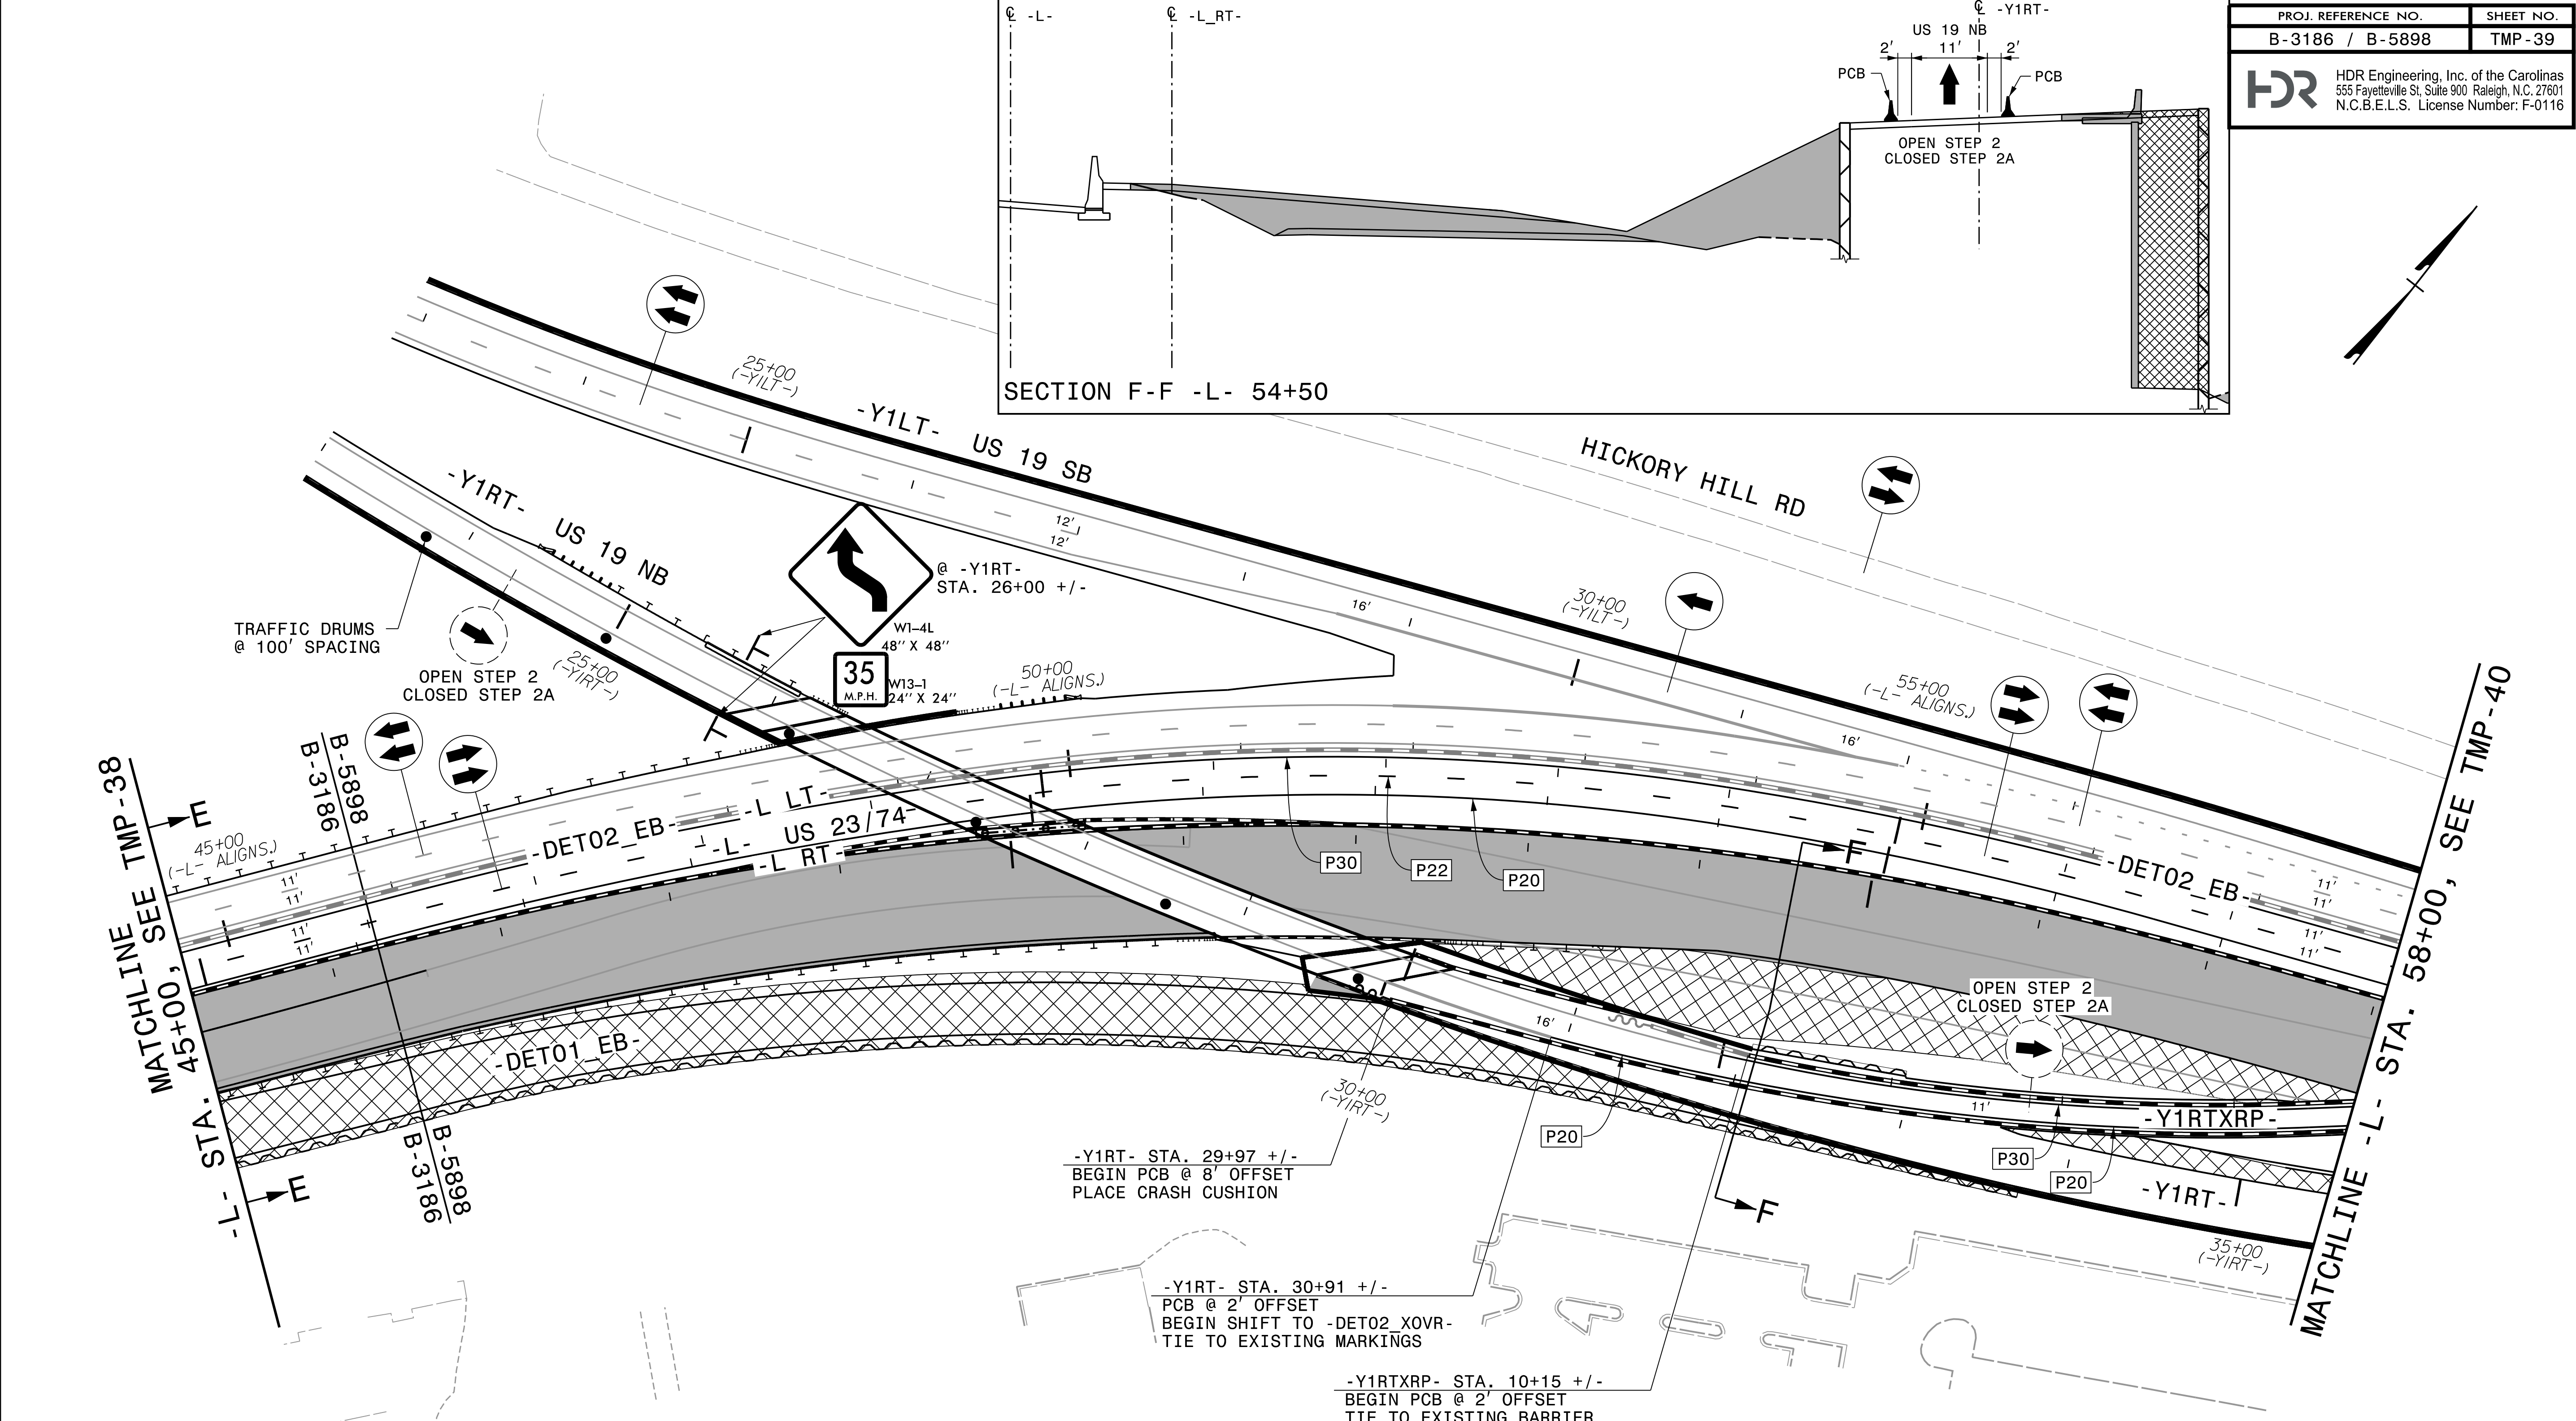 ℄ -L-
℄ -L_RT-
℄ -Y1RT-
US 19 NB
2' 11' 2'
PCB
PCB
OPEN STEP 2
CLOSED STEP 2A
SECTION F-F -L- 54+50
PROJ. REFERENCE NO.
SHEET NO.
B-3186 / B-5898
TMP-39
HDR
HDR Engineering, Inc. of the Carolinas
555 Fayetteville St, Suite 900 Raleigh, N.C. 27601
N.C.B.E.L.S. License Number: F-0116
25+00
(-Y1LT-)
-Y1LT- US 19 SB
HICKORY HILL RD
-Y1RT- US 19 NB
12'
12'
@ -Y1RT-
STA. 26+00 +/-
W1-4L
48" X 48"
35
M.P.H.
W13-1
24" X 24"
TRAFFIC DRUMS
@ 100' SPACING
OPEN STEP 2
CLOSED STEP 2A
25+00
(-Y1RT-)
16'
30+00
(-Y1LT-)
50+00
(-L- ALIGNS.)
55+00
(-L- ALIGNS.)
16'
B-5898
B-3186
MATCHLINE -L- STA. 45+00, SEE TMP-38
E
45+00
(-L- ALIGNS.)
11'
11'
11'
11'
-DET02_EB-
-L LT-
-L- US 23/74
-L RT-
P30
P22
P20
F
-DET02_EB-
11'
11'
11'
11'
MATCHLINE -L- STA. 58+00, SEE TMP-40
OPEN STEP 2
CLOSED STEP 2A
-DET01_EB-
16'
30+00
(-Y1RT-)
11'
-Y1RTXRP-
P20
P30
P20
-Y1RT-
B-5898
B-3186
E
-Y1RT- STA. 29+97 +/-
BEGIN PCB @ 8' OFFSET
PLACE CRASH CUSHION
F
35+00
(-Y1RT-)
-Y1RT- STA. 30+91 +/-
PCB @ 2' OFFSET
BEGIN SHIFT TO -DET02_XOVR-
TIE TO EXISTING MARKINGS
-Y1RTXRP- STA. 10+15 +/-
BEGIN PCB @ 2' OFFSET
TIE TO EXISTING BARRIER